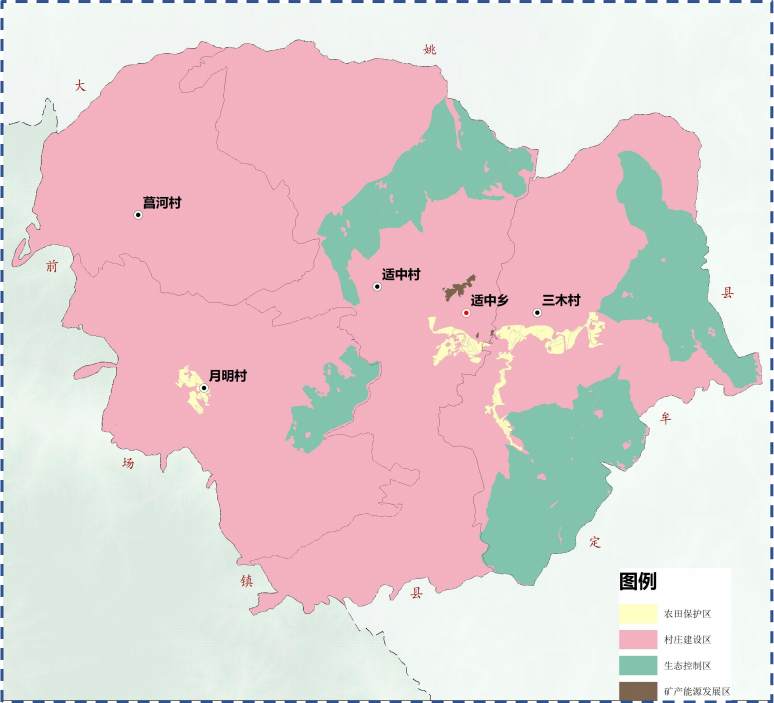 姚
大
菖河村
前
适中村
县
适中乡
三木村
月明村
牟
场
定
镇
县
图例
农田保护区
村庄建设区
生态控制区
矿产能源发展区